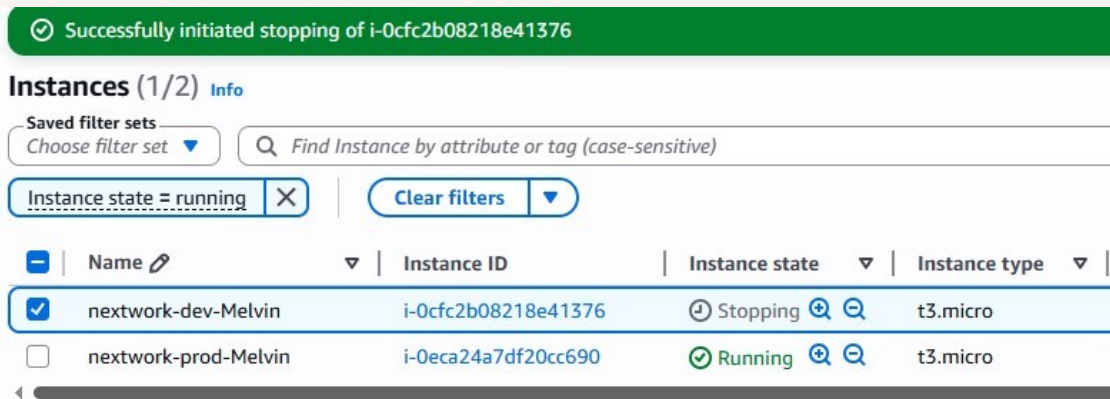 Successfully initiated stopping of i-0cfc2b08218e41376
Instances (1/2) Info
Saved filter sets
Choose filter set
Find Instance by attribute or tag (case-sensitive)
Instance state = running
Clear filters
Name Instance ID Instance state Instance type
nextwork-dev-Melvin i-0cfc2b08218e41376 Stopping t3.micro
nextwork-prod-Melvin i-0eca24a7df20cc690 Running t3.micro